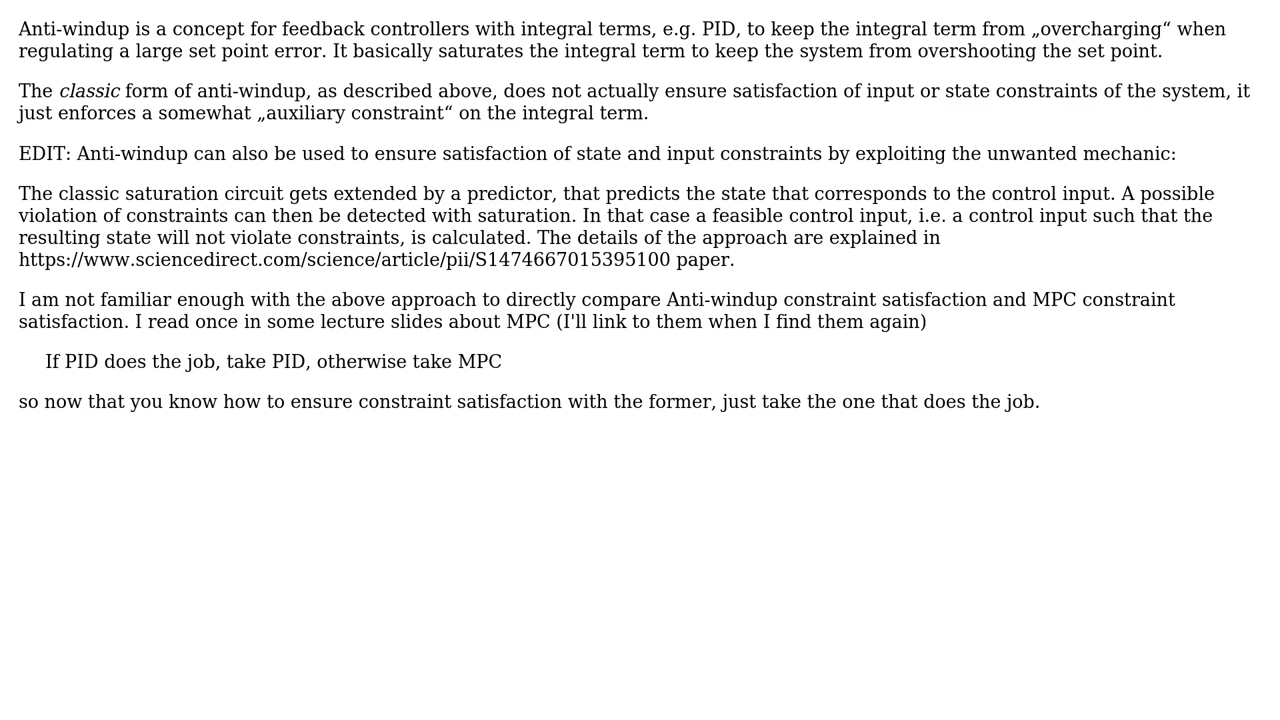 Anti-windup is a concept for feedback controllers with integral terms, e.g. PID, to keep the integral term from „overcharging“ when
regulating a large set point error. It basically saturates the integral term to keep the system from overshooting the set point.
The classic form of anti-windup, as described above, does not actually ensure satisfaction of input or state constraints of the system, it
just enforces a somewhat „auxiliary constraint“ on the integral term.
EDIT: Anti-windup can also be used to ensure satisfaction of state and input constraints by exploiting the unwanted mechanic:
The classic saturation circuit gets extended by a predictor, that predicts the state that corresponds to the control input. A possible
violation of constraints can then be detected with saturation. In that case a feasible control input, i.e. a control input such that the
resulting state will not violate constraints, is calculated. The details of the approach are explained in
https://www.sciencedirect.com/science/article/pii/S1474667015395100 paper.
I am not familiar enough with the above approach to directly compare Anti-windup constraint satisfaction and MPC constraint
satisfaction. I read once in some lecture slides about MPC (I'll link to them when I find them again)
If PID does the job, take PID, otherwise take MPC
so now that you know how to ensure constraint satisfaction with the former, just take the one that does the job.